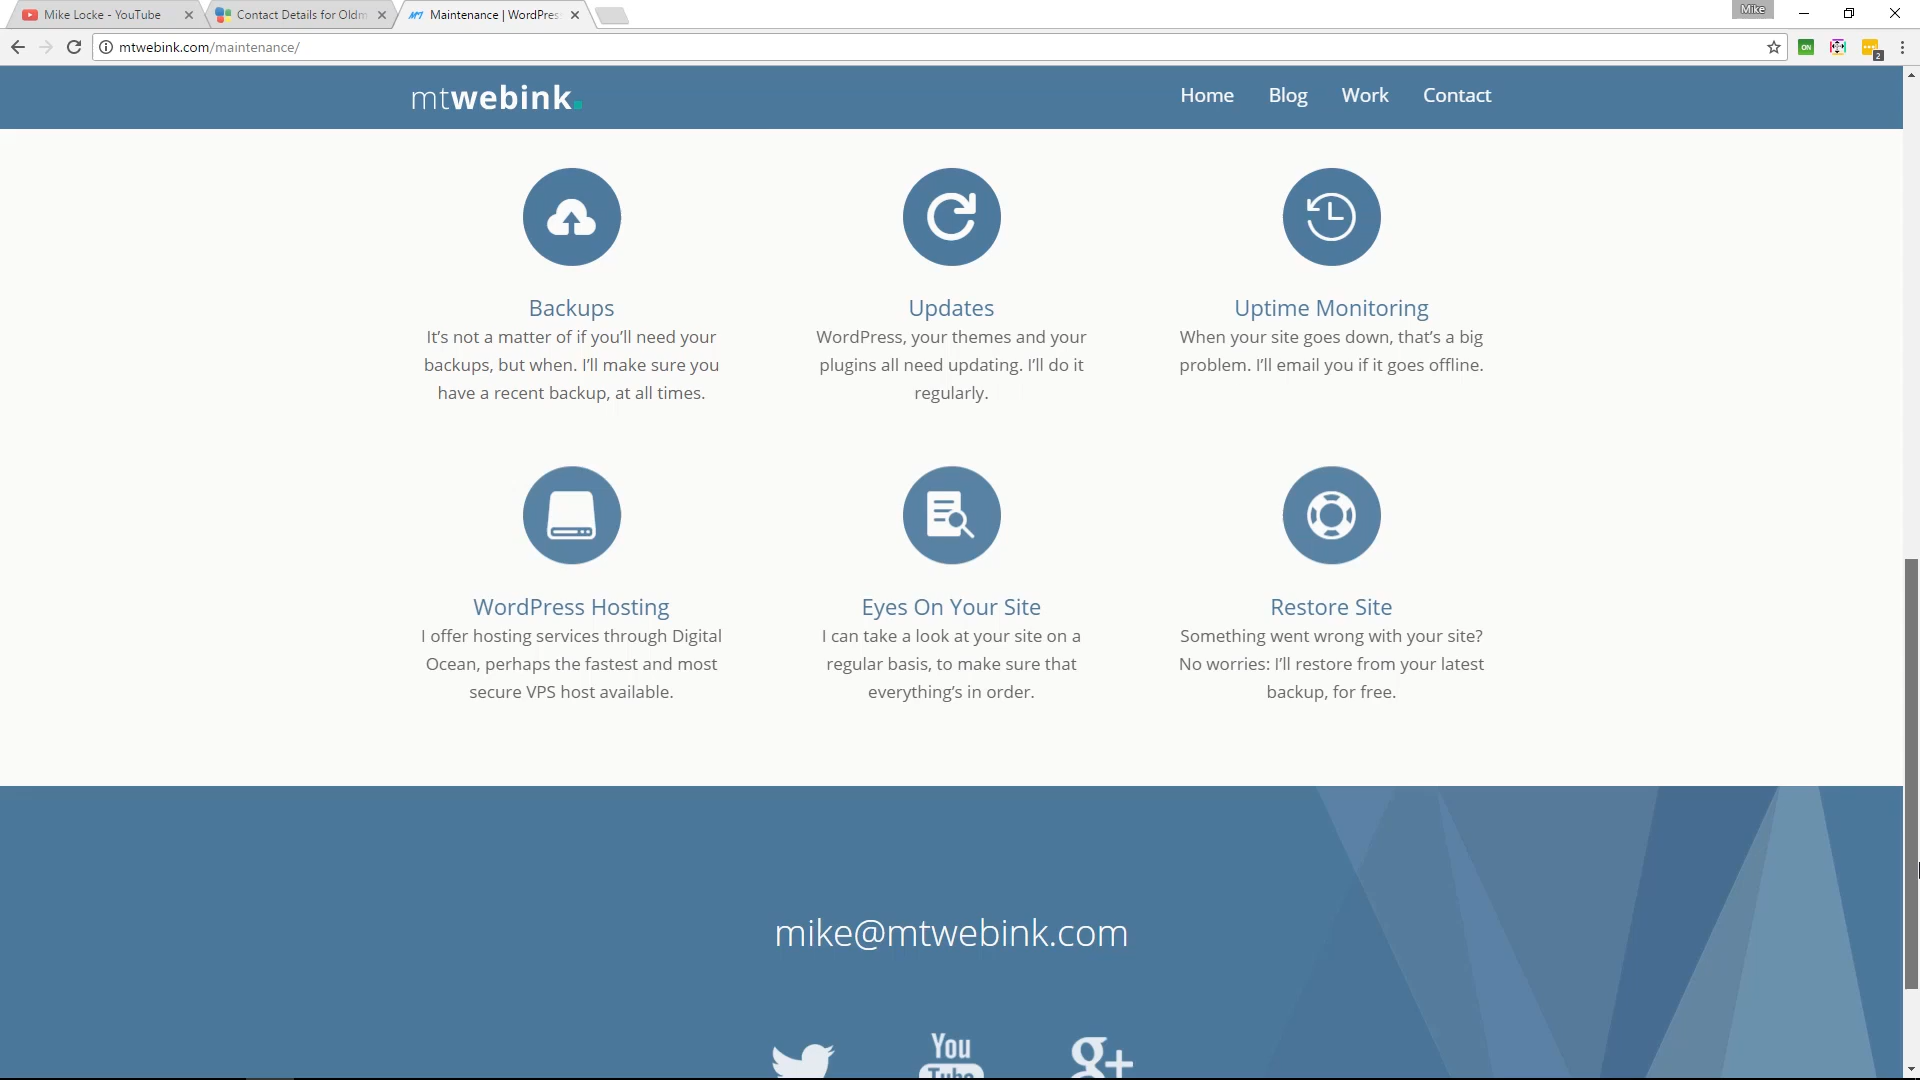 Mike Locke - YouTube
Contact Details for Oldm
Maintenance | WordPres
Mike
mtwebink.com/maintenance/
ON
2
mtwebink.
Home Blog Work Contact
Backups
It’s not a matter of if you’ll need your
backups, but when. I’ll make sure you
have a recent backup, at all times.
Updates
WordPress, your themes and your
plugins all need updating. I’ll do it
regularly.
Uptime Monitoring
When your site goes down, that’s a big
problem. I’ll email you if it goes offline.
WordPress Hosting
I offer hosting services through Digital
Ocean, perhaps the fastest and most
secure VPS host available.
Eyes On Your Site
I can take a look at your site on a
regular basis, to make sure that
everything’s in order.
Restore Site
Something went wrong with your site?
No worries: I’ll restore from your latest
backup, for free.
mike@mtwebink.com
You
Tube
g+